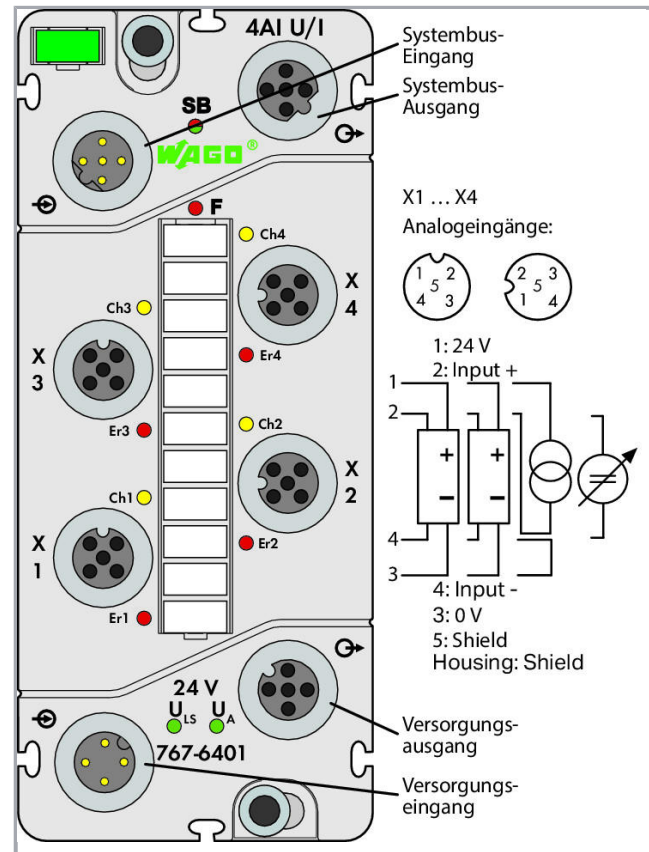 4AI U/I
SB
WAGO®
F
Ch4
X
4
Ch3
X
3
Er4
Er3
Ch2
X
2
Ch1
X
1
Er2
Er1
24 V
U LS
U A
767-6401
Systembus-
Eingang
Systembus-
Ausgang
X1 ... X4
Analogeingänge:
1 2
5
4 3
2 3
5
1 4
1: 24 V
2: Input +
1
2
+ +
- -
4
3
4: Input -
3: 0 V
5: Shield
Housing: Shield
Versorgungs-
ausgang
Versorgungs-
eingang